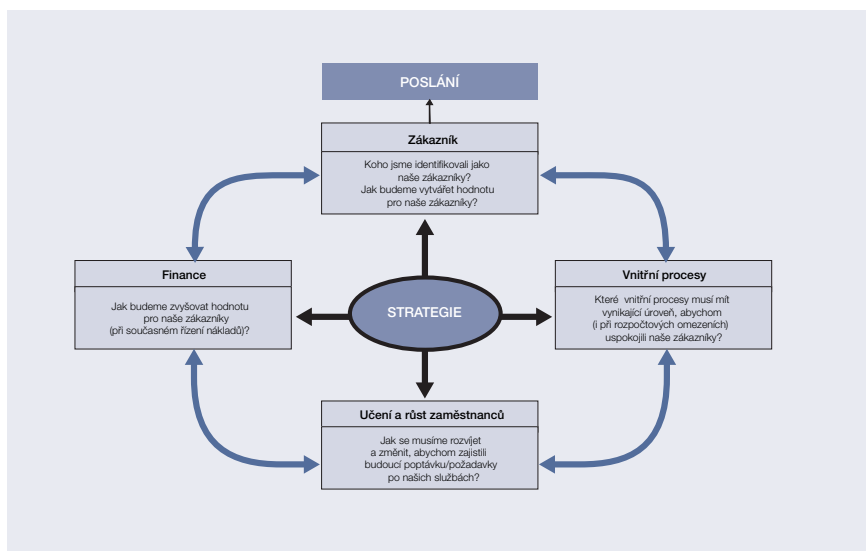 POSLÁNÍ
Zákazník
Koho jsme identifikovali jako
naše zákazníky?
Jak budeme vytvářet hodnotu
pro naše zákazníky?
Finance
Jak budeme zvyšovat hodnotu
pro naše zákazníky
(při současném řízení nákladů)?
STRATEGIE
Vnitřní procesy
Které vnitřní procesy musí mít
vynikající úroveň, abychom
(i při rozpočtových omezeních)
uspokojili naše zákazníky?
Učení a růst zaměstnanců
Jak se musíme rozvíjet
a změnit, abychom zajistili
budoucí poptávku/požadavky
po našich službách?